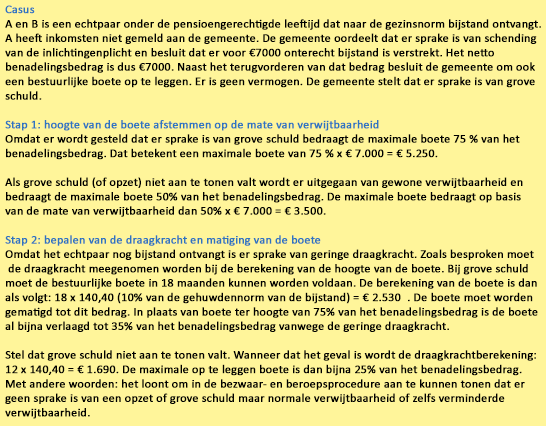 Casus
A en B is een echtpaar onder de pensioengerechtigde leeftijd dat naar de gezinsnorm bijstand ontvangt.
A heeft inkomsten niet gemeld aan de gemeente. De gemeente oordeelt dat er sprake is van schending
van de inlichtingenplicht en besluit dat er voor €7000 onterecht bijstand is verstrekt. Het netto
benadelingsbedrag is dus €7000. Naast het terugvorderen van dat bedrag besluit de gemeente om ook
een bestuurlijke boete op te leggen. Er is geen vermogen. De gemeente stelt dat er sprake is van grove
schuld.
Stap 1: hoogte van de boete afstemmen op de mate van verwijtbaarheid
Omdat er wordt gesteld dat er sprake is van grove schuld bedraagt de maximale boete 75 % van het
benadelingsbedrag. Dat betekent een maximale boete van 75 % x € 7.000 = € 5.250.
Als grove schuld (of opzet) niet aan te tonen valt wordt er uitgegaan van gewone verwijtbaarheid en
bedraagt de maximale boete 50% van het benadelingsbedrag. De maximale boete bedraagt op basis
van de mate van verwijtbaarheid dan 50% x € 7.000 = € 3.500.
Stap 2: bepalen van de draagkracht en matiging van de boete
Omdat het echtpaar nog bijstand ontvangt is er sprake van geringe draagkracht. Zoals besproken moet
de draagkracht meegenomen worden bij de berekening van de hoogte van de boete. Bij grove schuld
moet de bestuurlijke boete in 18 maanden kunnen worden voldaan. De berekening van de boete is dan
als volgt: 18 x 140,40 (10% van de gehuwdennorm van de bijstand) = € 2.530 . De boete moet worden
gematigd tot dit bedrag. In plaats van boete ter hoogte van 75% van het benadelingsbedrag is de boete
al bijna verlaagd tot 35% van het benadelingsbedrag vanwege de geringe draagkracht.
Stel dat grove schuld niet aan te tonen valt. Wanneer dat het geval is wordt de draagkrachtberekening:
12 x 140,40 = € 1.690. De maximale op te leggen boete is dan bijna 25% van het benadelingsbedrag.
Met andere woorden: het loont om in de bezwaar- en beroepsprocedure aan te kunnen tonen dat er
geen sprake is van een opzet of grove schuld maar normale verwijtbaarheid of zelfs verminderde
verwijtbaarheid.